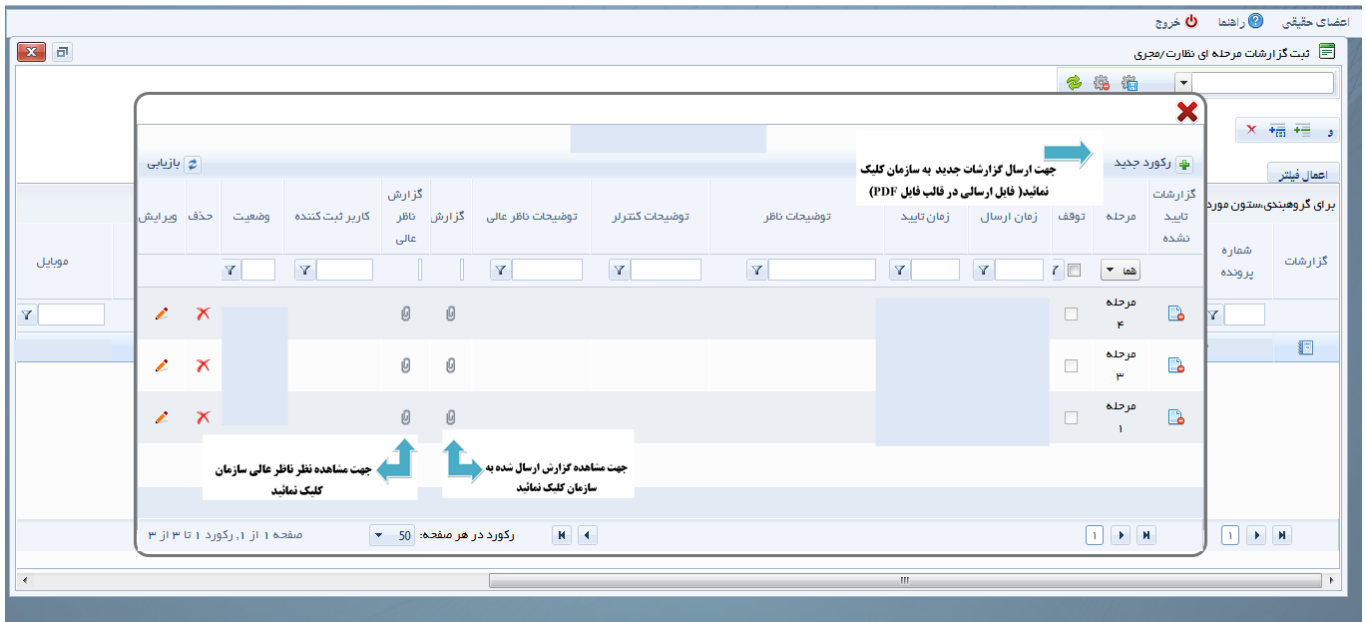 اعضای حقیقی راهنما خروج
ثبت گزارشات مرحله ای نظارت/مجری
و
اعمال فیلتر
برای گروهبندی،ستون مورد
گزارشات
شماره
پرونده
موبایل
رکورد جدید
بازیابی
جهت ارسال گزارشات جدید به سازمان کلیک
نمائید( فایل ارسالی در قالب فایل PDF)
گزارشات
تایید
نشده
مرحله
توقف
زمان ارسال
زمان تایید
توضیحات ناظر
توضیحات کنترلر
توضیحات ناظر عالی
گزارش
گزارش
ناظر
عالی
کاربر ثبت کننده
وضعیت
حذف
ویرایش
مرحله
۴
مرحله
۳
مرحله
۱
جهت مشاهده گزارش ارسال شده به
سازمان کلیک نمائید
جهت مشاهده نظر ناظر عالی سازمان
کلیک نمائید
۱
رکورد در هر صفحه: 50
صفحه ۱ از ۱, رکورد ۱ تا ۳ از ۳
۱